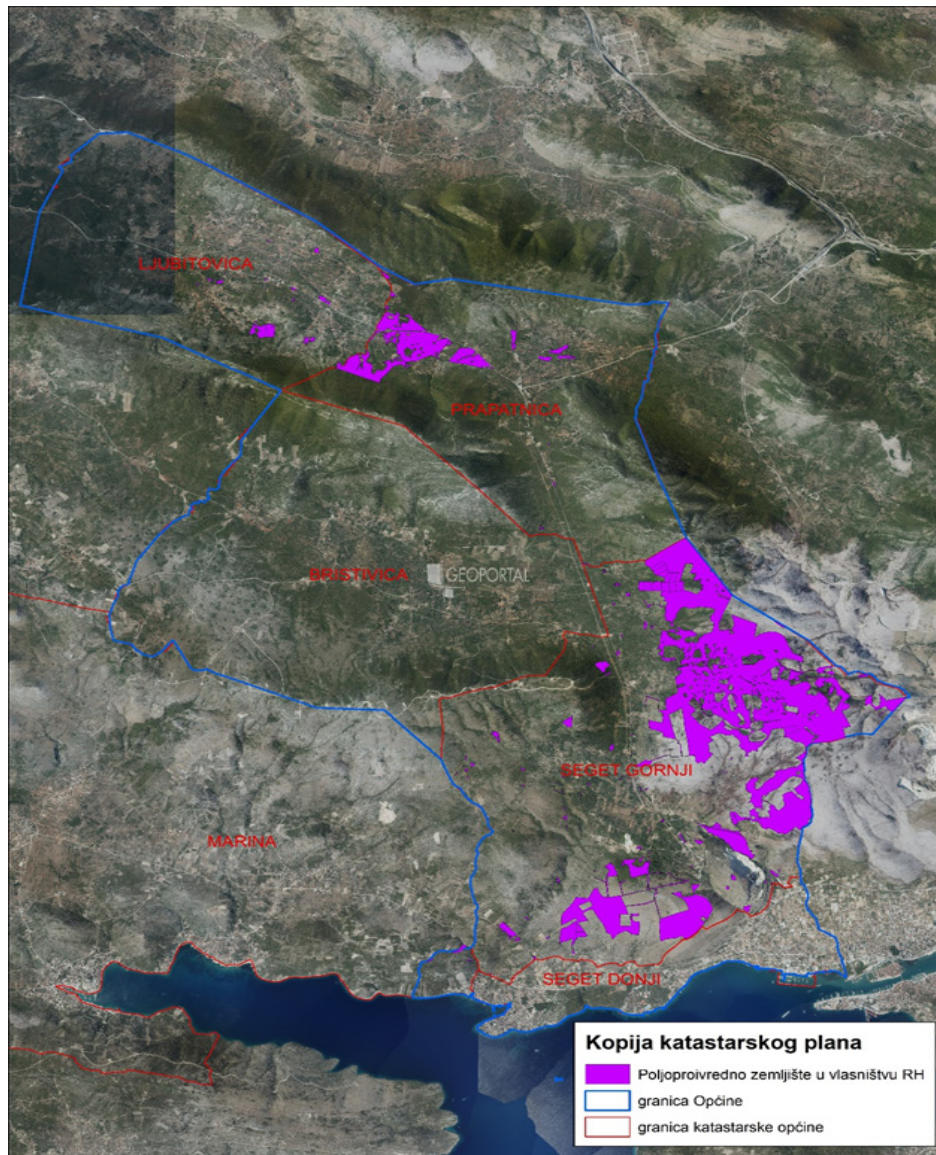 LJUBITOVICA
PRAPATNICA
BRISTIVICA
GEOPORTAL
SEGET GORNJI
MARINA
SEGET DONJI
Kopija katastarskog plana
Poljoproivredno zemljište u vlasništvu RH
granica Općine
granica katastarske općine